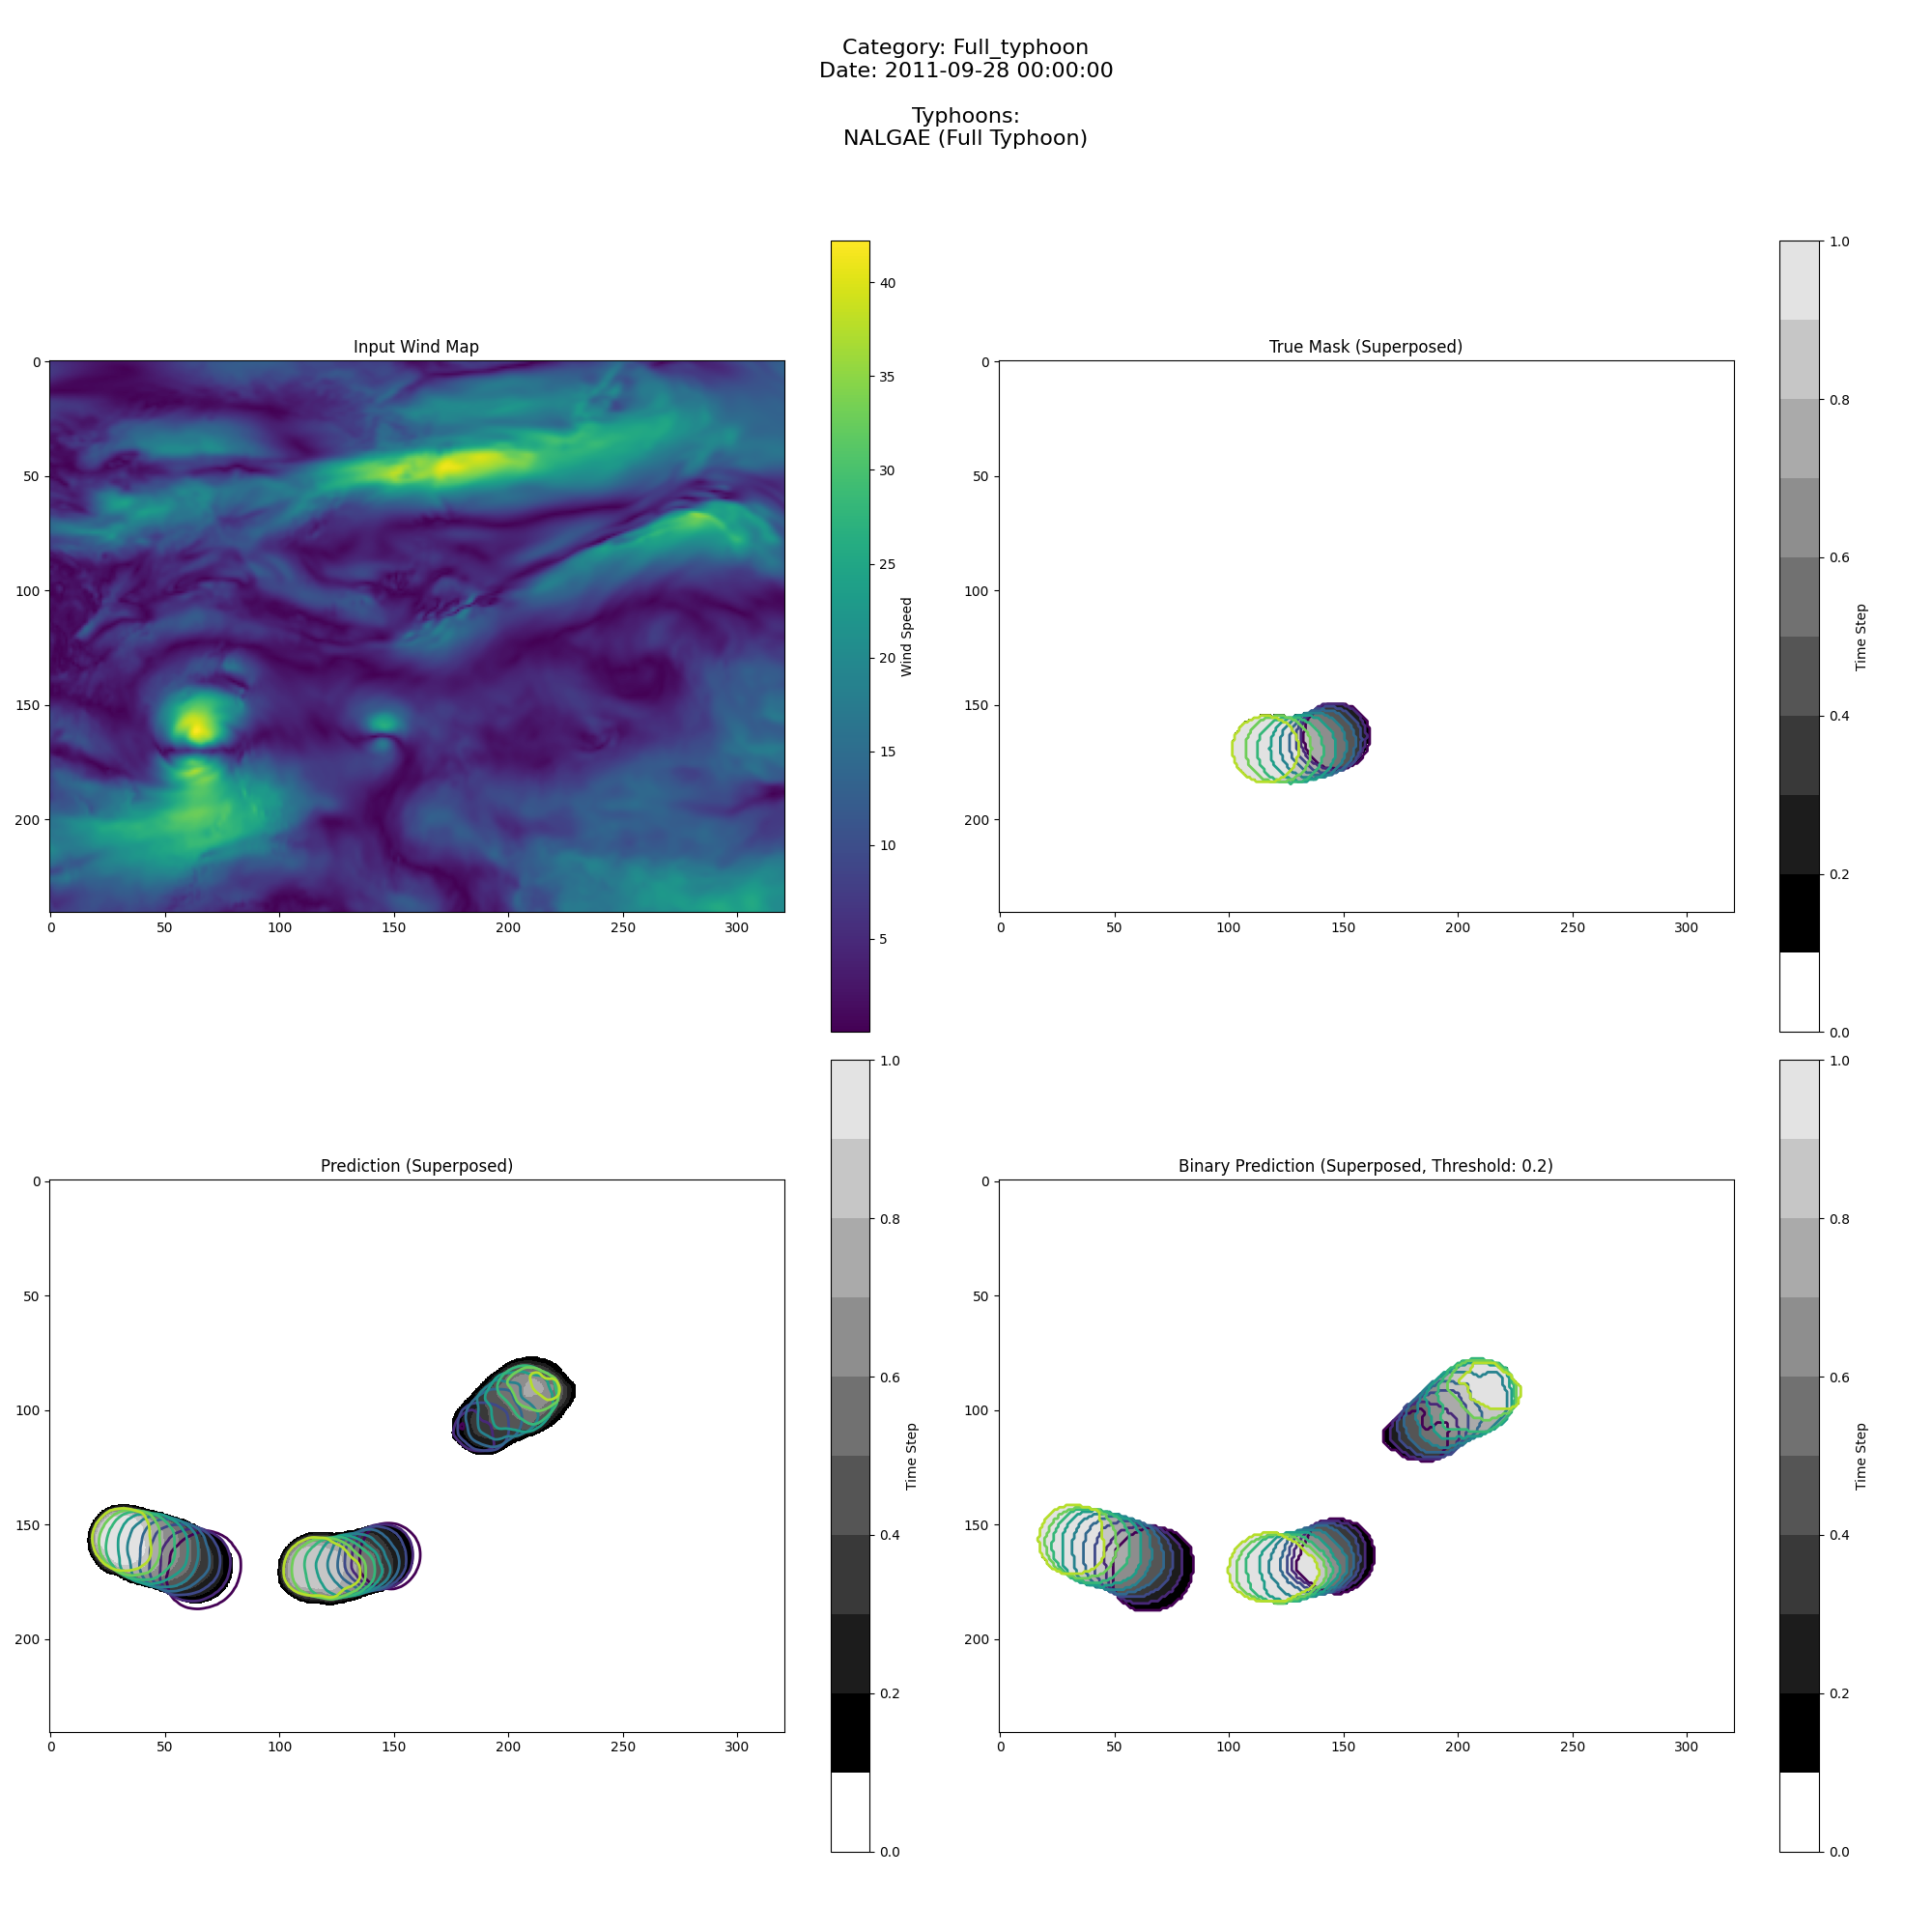 Category: Full_typhoon
Date: 2011-09-28 00:00:00
Typhoons:
NALGAE (Full Typhoon)
Input Wind Map
0
50
100
150
200
0 50 100 150 200 250 300
40
35
30
25
20
15
10
5
Wind Speed
True Mask (Superposed)
0
50
100
150
200
0 50 100 150 200 250 300
1.0
0.8
0.6
0.4
0.2
0.0
Time Step
Prediction (Superposed)
0
50
100
150
200
0 50 100 150 200 250 300
1.0
0.8
0.6
0.4
0.2
0.0
Time Step
Binary Prediction (Superposed, Threshold: 0.2)
0
50
100
150
200
0 50 100 150 200 250 300
1.0
0.8
0.6
0.4
0.2
0.0
Time Step